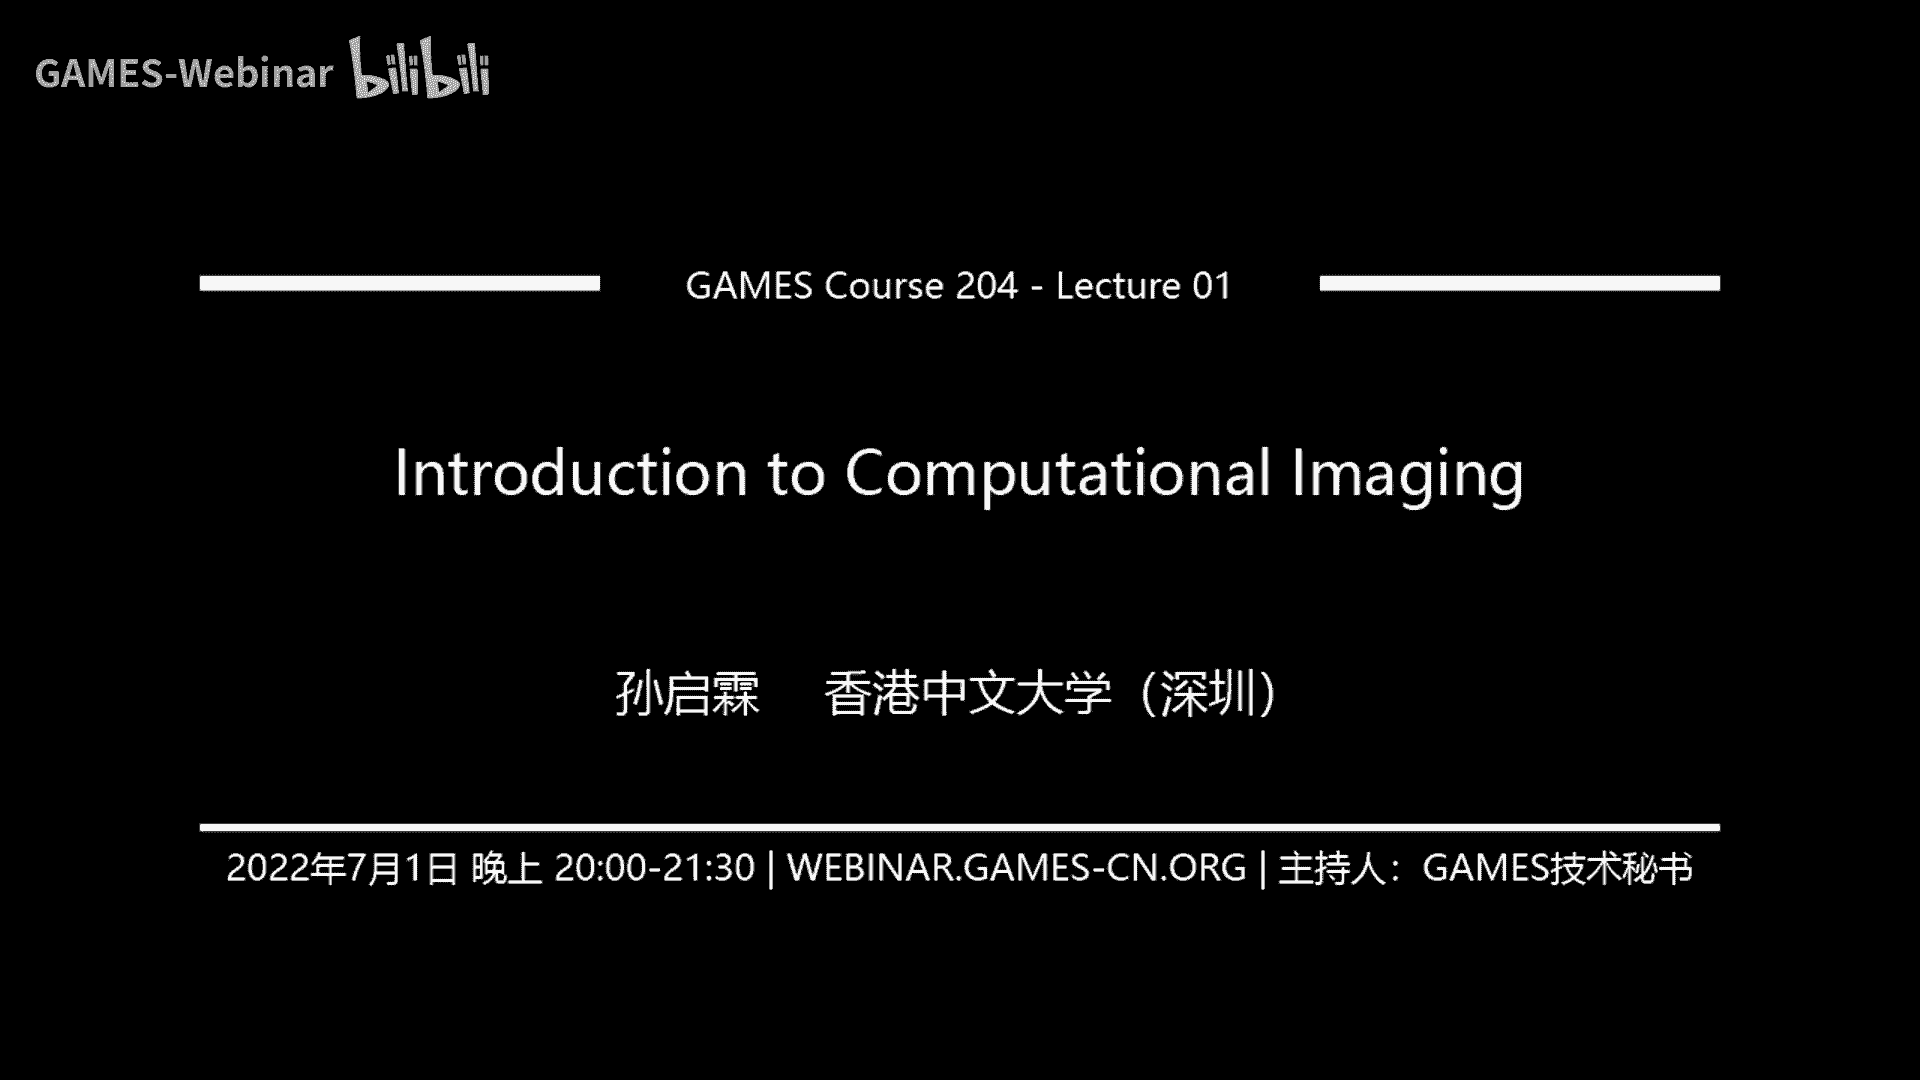 GAMES-Webinar bilibili
GAMES Course 204 - Lecture 01
Introduction to Computational Imaging
孙启霖 香港中文大学（深圳）
2022年7月1日 晚上 20:00-21:30 | WEBINAR.GAMES-CN.ORG | 主持人：GAMES技术秘书